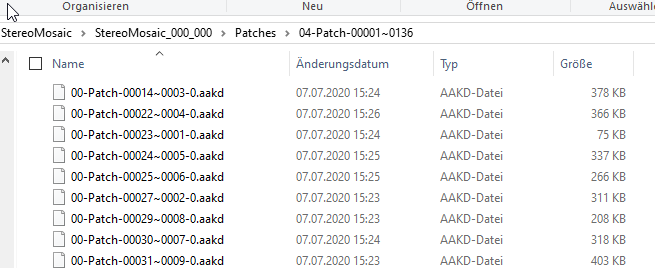 Organisieren Neu Öffnen Auswähle
StereoMosaic > StereoMosaic_000_000 > Patches > 04-Patch-00001~0136
Name Änderungsdatum Typ Größe
00-Patch-00014~0003-0.aakd 07.07.2020 15:24 AAKD-Datei 378 KB
00-Patch-00022~0004-0.aakd 07.07.2020 15:26 AAKD-Datei 366 KB
00-Patch-00023~0001-0.aakd 07.07.2020 15:24 AAKD-Datei 75 KB
00-Patch-00024~0005-0.aakd 07.07.2020 15:25 AAKD-Datei 337 KB
00-Patch-00025~0006-0.aakd 07.07.2020 15:25 AAKD-Datei 266 KB
00-Patch-00027~0002-0.aakd 07.07.2020 15:23 AAKD-Datei 311 KB
00-Patch-00029~0008-0.aakd 07.07.2020 15:23 AAKD-Datei 208 KB
00-Patch-00030~0007-0.aakd 07.07.2020 15:24 AAKD-Datei 318 KB
00-Patch-00031~0009-0.aakd 07.07.2020 15:23 AAKD-Datei 403 KB